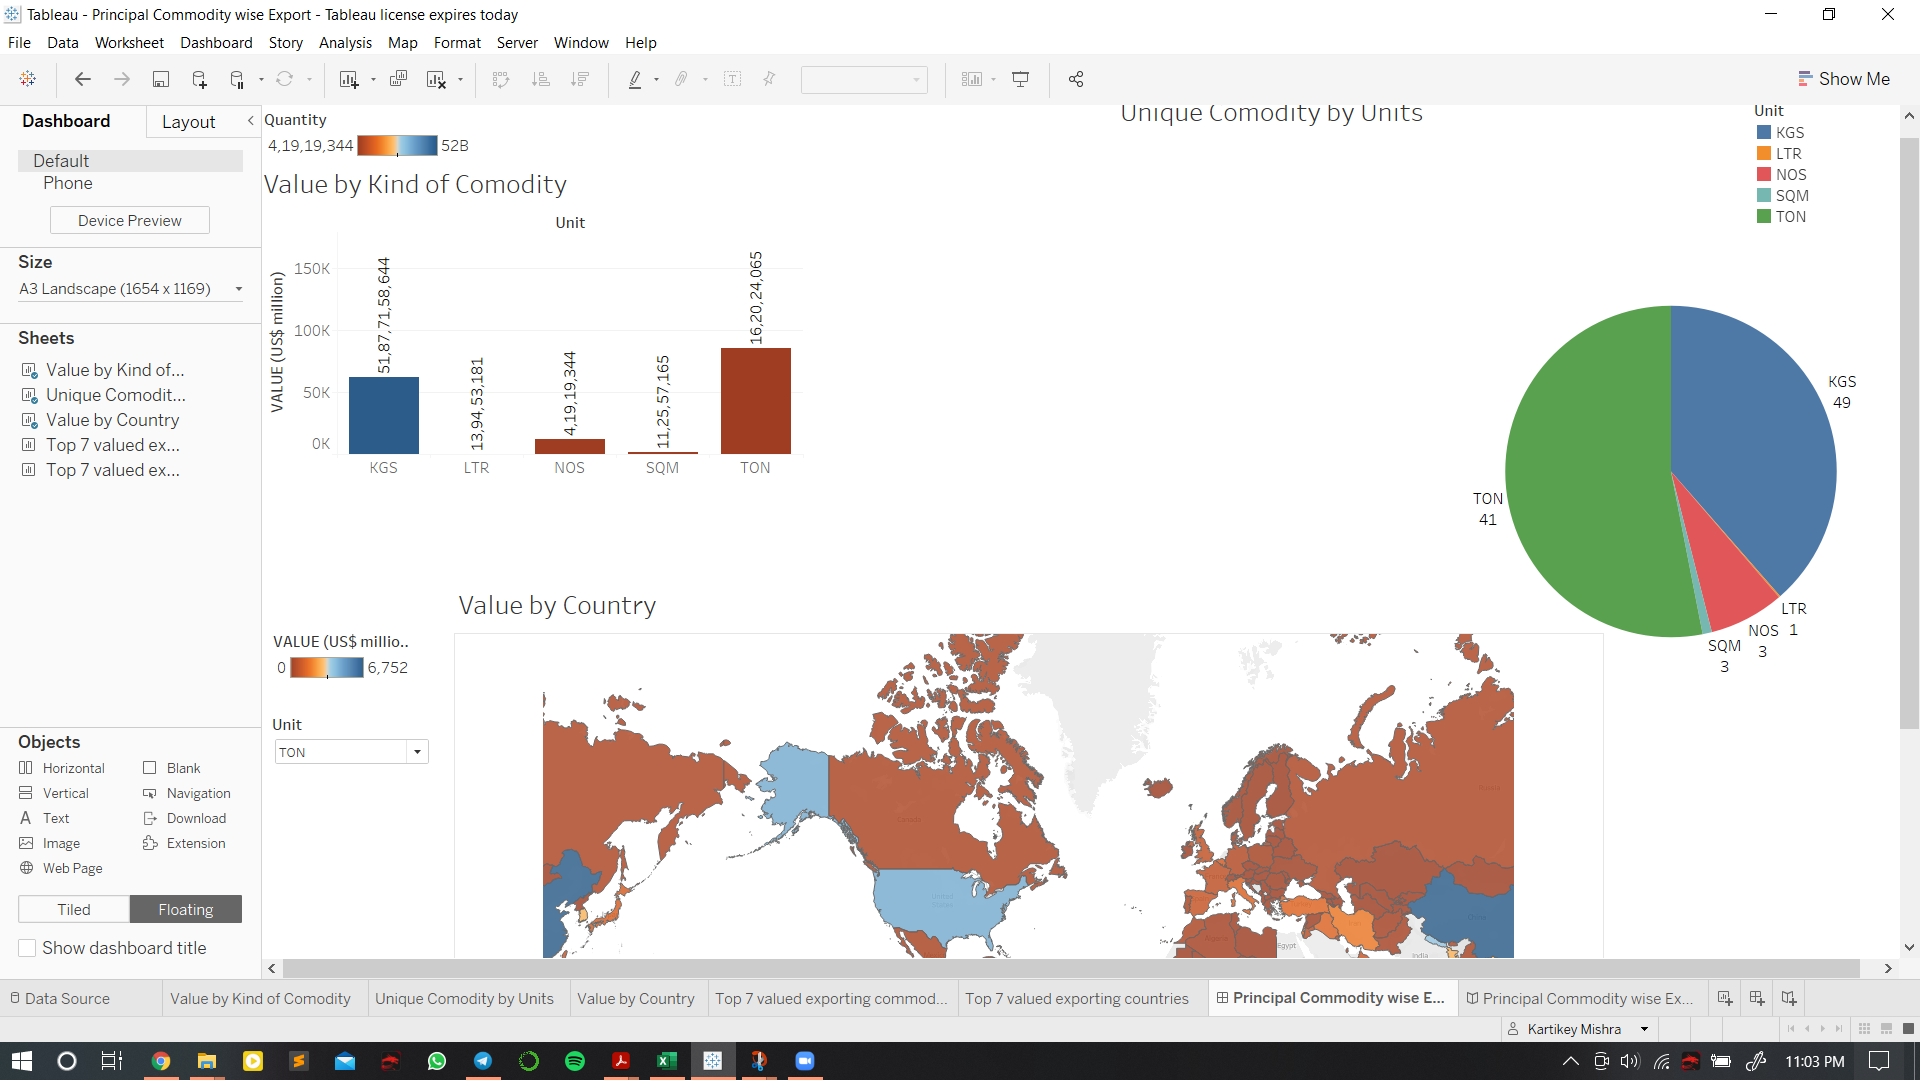 Tableau - Principal Commodity wise Export - Tableau license expires today
File Data Worksheet Dashboard Story Analysis Map Format Server Window Help
Show Me
Dashboard
Layout
Default
Phone
Device Preview
Size
A3 Landscape (1654 x 1169)
Sheets
Value by Kind of...
Unique Comodit...
Value by Country
Top 7 valued ex...
Top 7 valued ex...
Objects
Horizontal
Blank
Vertical
Navigation
Text
Download
Image
Extension
Web Page
Tiled
Floating
Show dashboard title
Quantity
4,19,19,344
52B
Value by Kind of Comodity
Unit
VALUE (US$ million)
150K
100K
50K
0K
51,87,71,58,644
13,94,53,181
4,19,19,344
11,25,57,165
16,20,24,065
KGS
LTR
NOS
SQM
TON
Unique Comodity by Units
Unit
KGS
LTR
NOS
SQM
TON
KGS
49
TON
41
LTR
1
NOS
3
SQM
3
Value by Country
VALUE (US$ millio..
0
6,752
Unit
TON
Canada
United
States
Egypt
India
China
Data Source
Value by Kind of Comodity
Unique Comodity by Units
Value by Country
Top 7 valued exporting commod...
Top 7 valued exporting countries
Principal Commodity wise E...
Principal Commodity wise Ex...
Kartikey Mishra
11:03 PM